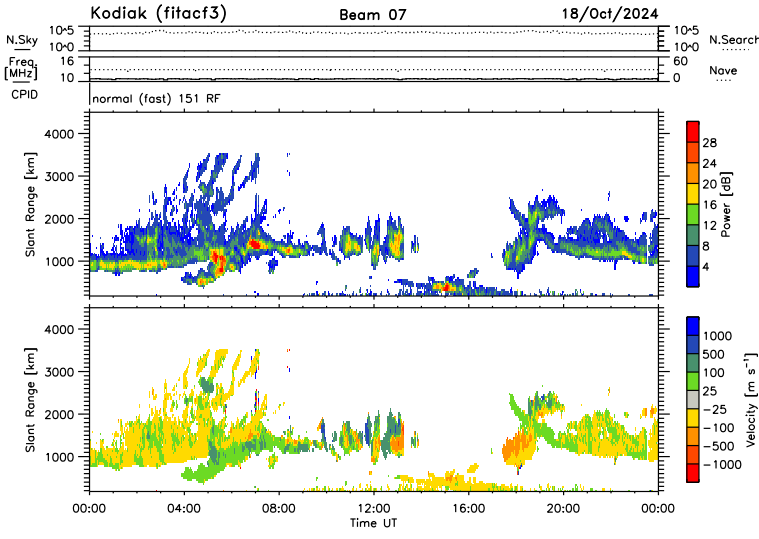 Kodiak (fitacf3) Beam 07 18/Oct/2024
N.Sky 10^5 10^0 10^5 10^0 N.Search
Freq. [MHz] 16 10 60 0 Nave
CPID normal (fast) 151 RF
Slant Range [km] 4000 3000 2000 1000
Power [dB] 28 24 20 16 12 8 4
Slant Range [km] 4000 3000 2000 1000
Velocity [m s⁻¹] 1000 500 100 25 −25 −100 −500 −1000
00:00 04:00 08:00 12:00 16:00 20:00 00:00
Time UT